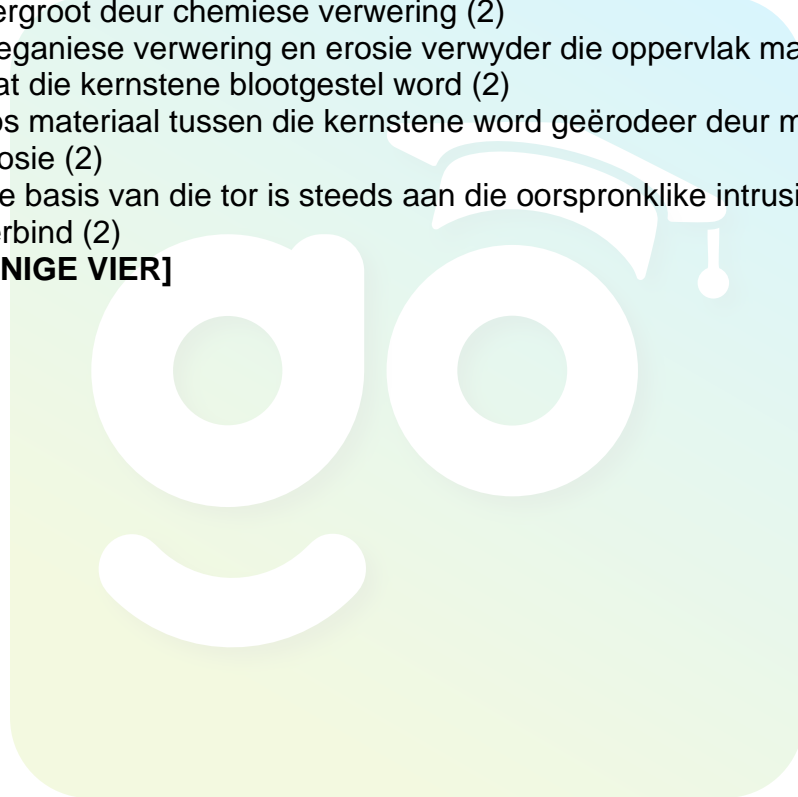 ergroot deur chemiese verwering (2)
eganiese verwering en erosie verwyder die oppervlak ma
at die kernstene blootgestel word (2)
os materiaal tussen die kernstene word geërodeer deur m
osie (2)
e basis van die tor is steeds aan die oorspronklike intrusi
erbind (2)
NIGE VIER]
go